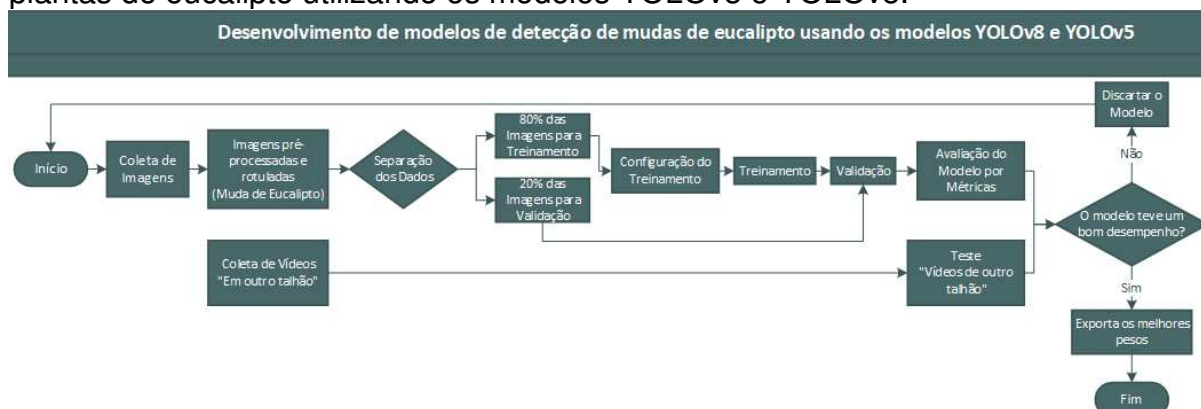 plantas de eucalipto utilizando os modelos YOLOv8 e YOLOv5.
Desenvolvimento de modelos de detecção de mudas de eucalipto usando os modelos YOLOv8 e YOLOv5
Início
Coleta de
Imagens
Imagens pré-
processadas e
rotuladas
(Muda de Eucalipto)
Separação
dos Dados
80% das
Imagens para
Treinamento
20% das
Imagens para
Validação
Configuração do
Treinamento
Treinamento
Validação
Avaliação do
Modelo por
Métricas
Discartar o
Modelo
Não
O modelo teve um
bom desempenho?
Coleta de Vídeos
"Em outro talhão"
Teste
"Vídeos de outro
talhão"
Sim
Exporta os melhores
pesos
Fim